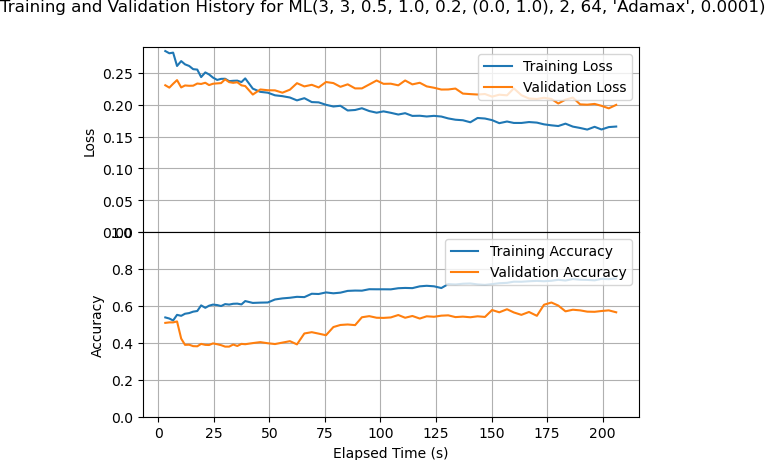 Training and Validation History for ML(3, 3, 0.5, 1.0, 0.2, (0.0, 1.0), 2, 64, 'Adamax', 0.0001)
Training Loss
Validation Loss
0.25
0.20
0.15
0.10
0.05
0.00
Loss
Training Accuracy
Validation Accuracy
1.0
0.8
0.6
0.4
0.2
0.0
Accuracy
0 25 50 75 100 125 150 175 200
Elapsed Time (s)